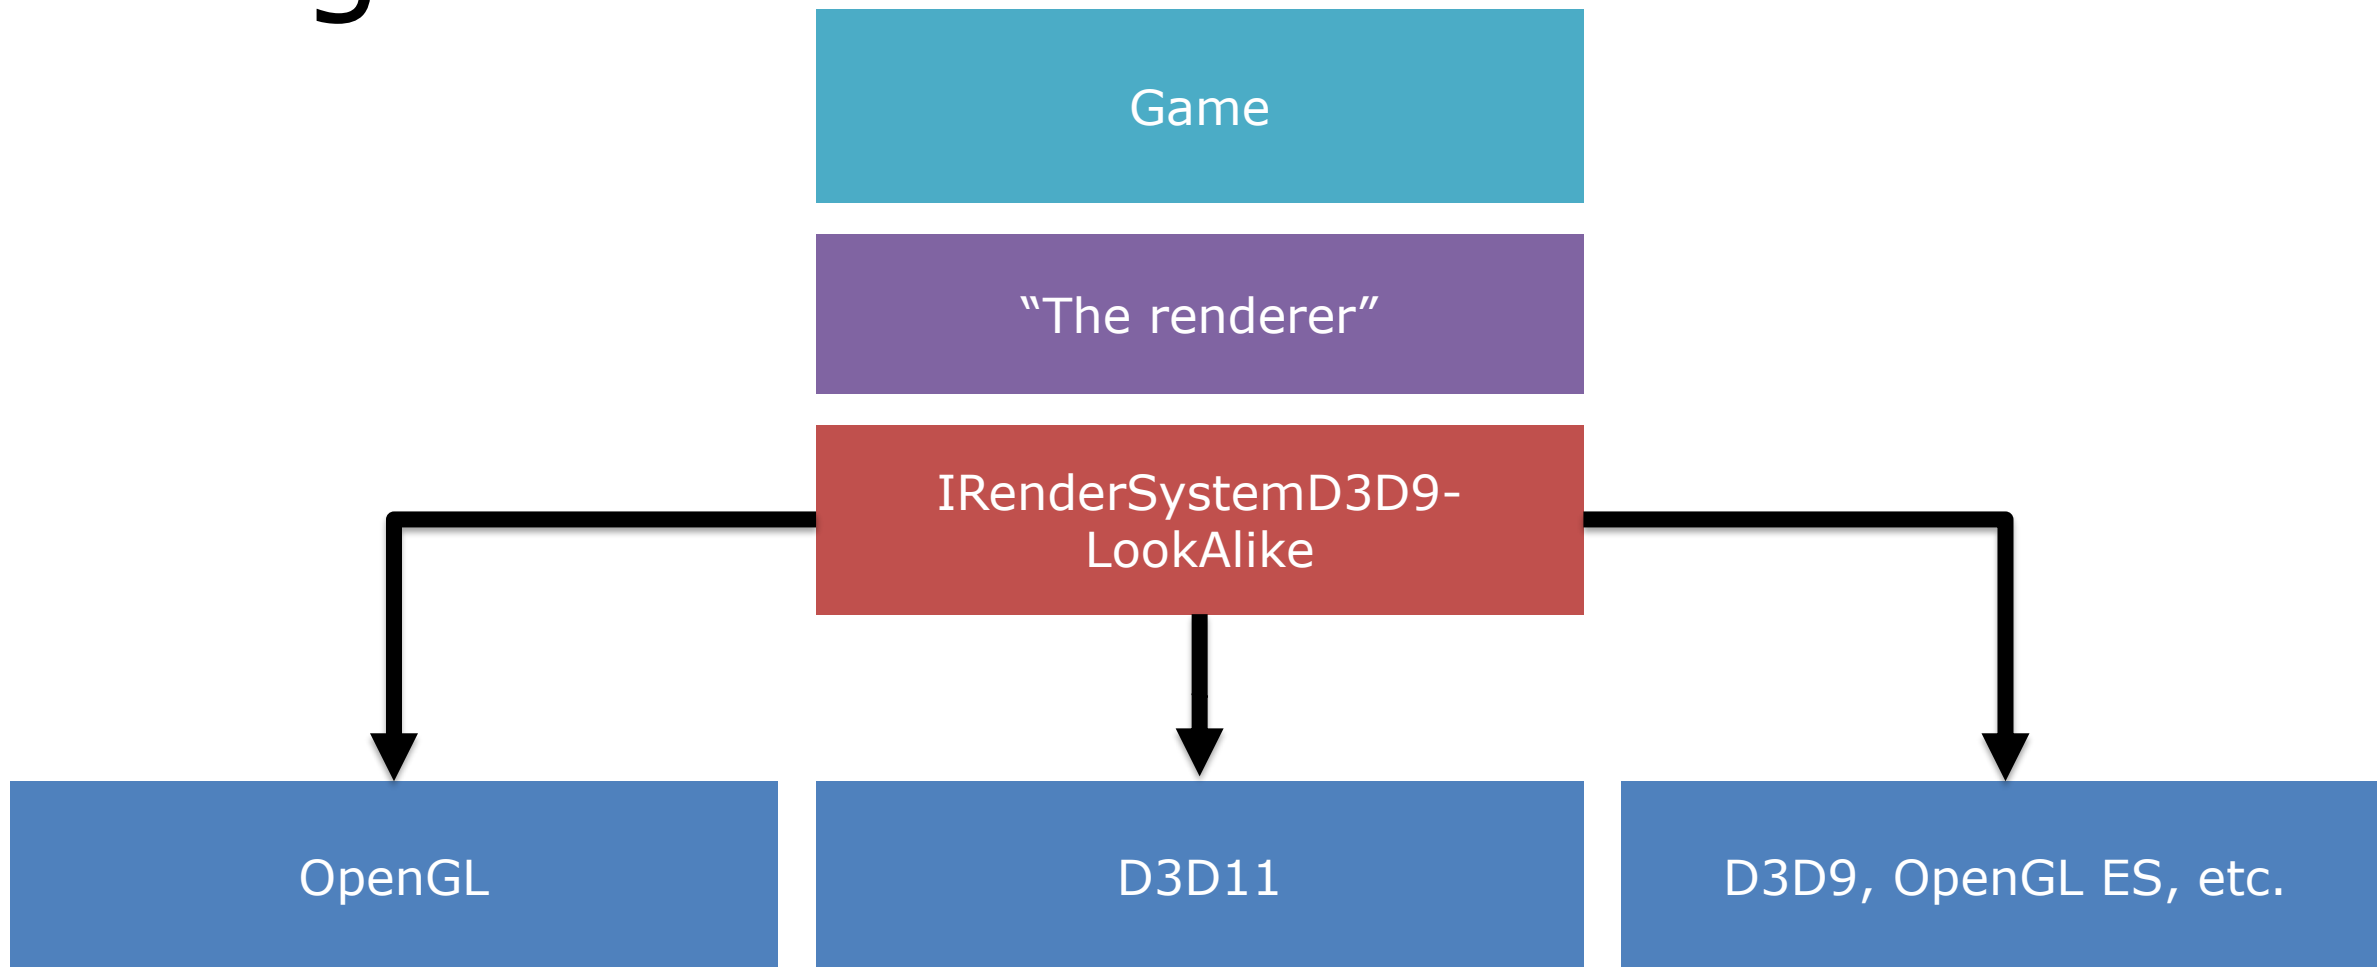 Game
“The renderer”
IRenderSystemD3D9-
LookAlike
OpenGL
D3D11
D3D9, OpenGL ES, etc.